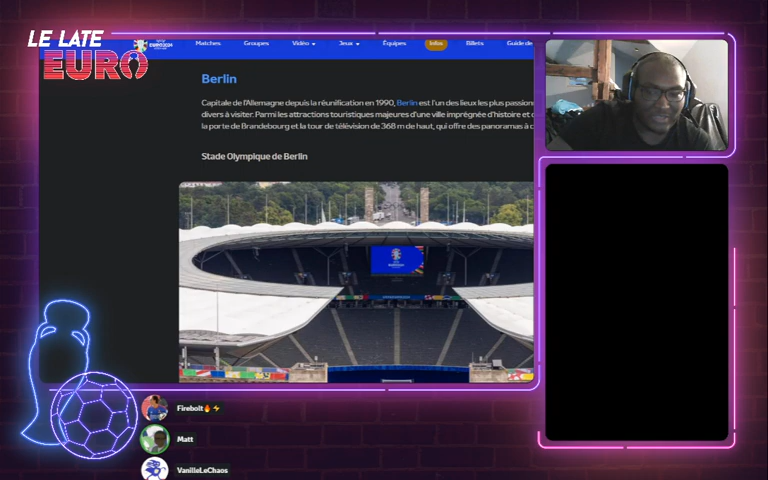 LE LATE
EURO
EURO2024
Matches
Groupes
Vidéo
Jeux
Équipes
Infos
Billets
Guide de
Berlin
Capitale de l'Allemagne depuis la réunification en 1990, Berlin est l'un des lieux les plus passion
divers à visiter. Parmi les attractions touristiques majeures d'une ville imprégnée d'histoire et
la porte de Brandebourg et la tour de télévision de 368 m de haut, qui offre des panoramas à
Stade Olympique de Berlin
Firebolt🔥⚡
Matt
VanilleLeChaos